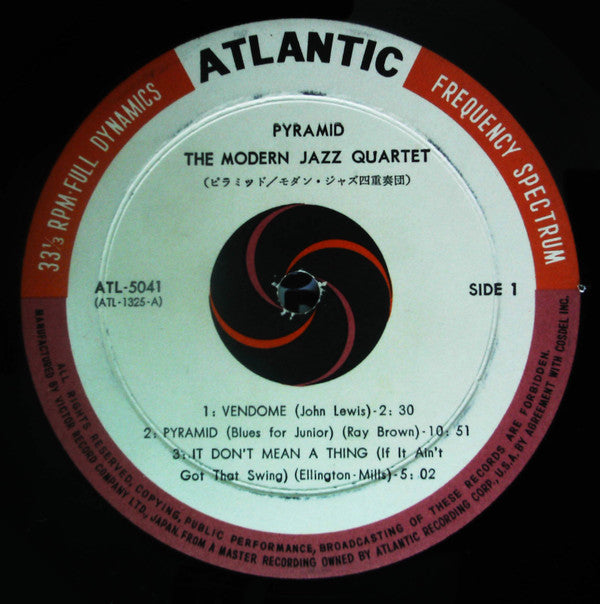 ATLANTIC
33⅓ RPM·FULL DYNAMICS
FREQUENCY SPECTRUM
PYRAMID
THE MODERN JAZZ QUARTET
(ピラミッド／モダン・ジャズ四重奏団)
ATL-5041
(ATL-1325-A)
SIDE 1
1: VENDOME (John Lewis)-2: 30
2: PYRAMID (Blues for Junior) (Ray Brown)-10: 51
3: IT DON'T MEAN A THING (If It Ain't
Got That Swing) (Ellington-Mills)-5: 02
ALL RIGHTS RESERVED, COPYING, PUBLIC PERFORMANCE, BROADCASTING OF THESE RECORDS ARE FORBIDDEN.
MANUFACTURED BY VICTOR RECORD COMPANY LTD., JAPAN. FROM A MASTER RECORDING OWNED BY ATLANTIC RECORDING CORP., U.S.A. BY AGREEMENT WITH COSDEL INC.